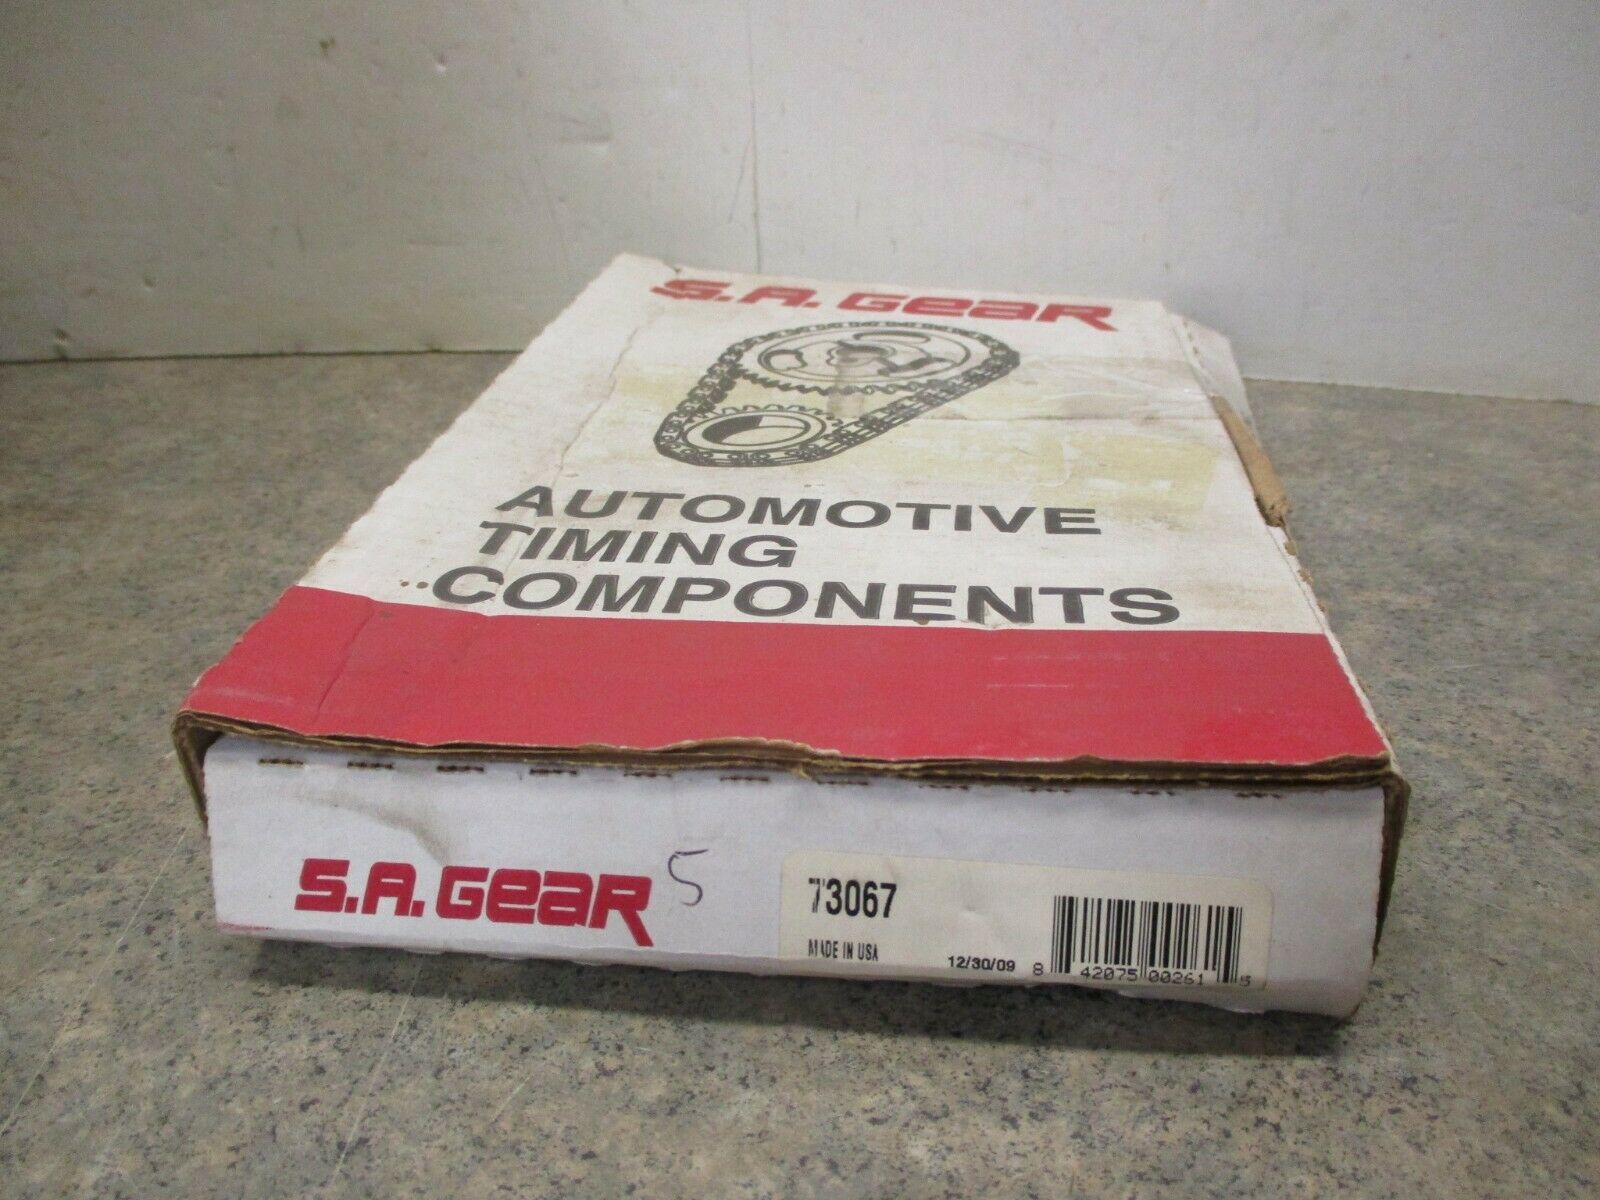 S.A. GEAR
AUTOMOTIVE
TIMING
COMPONENTS
S.A. GEAR
5
73067
MADE IN USA
12/30/09
8 42075 00261 5